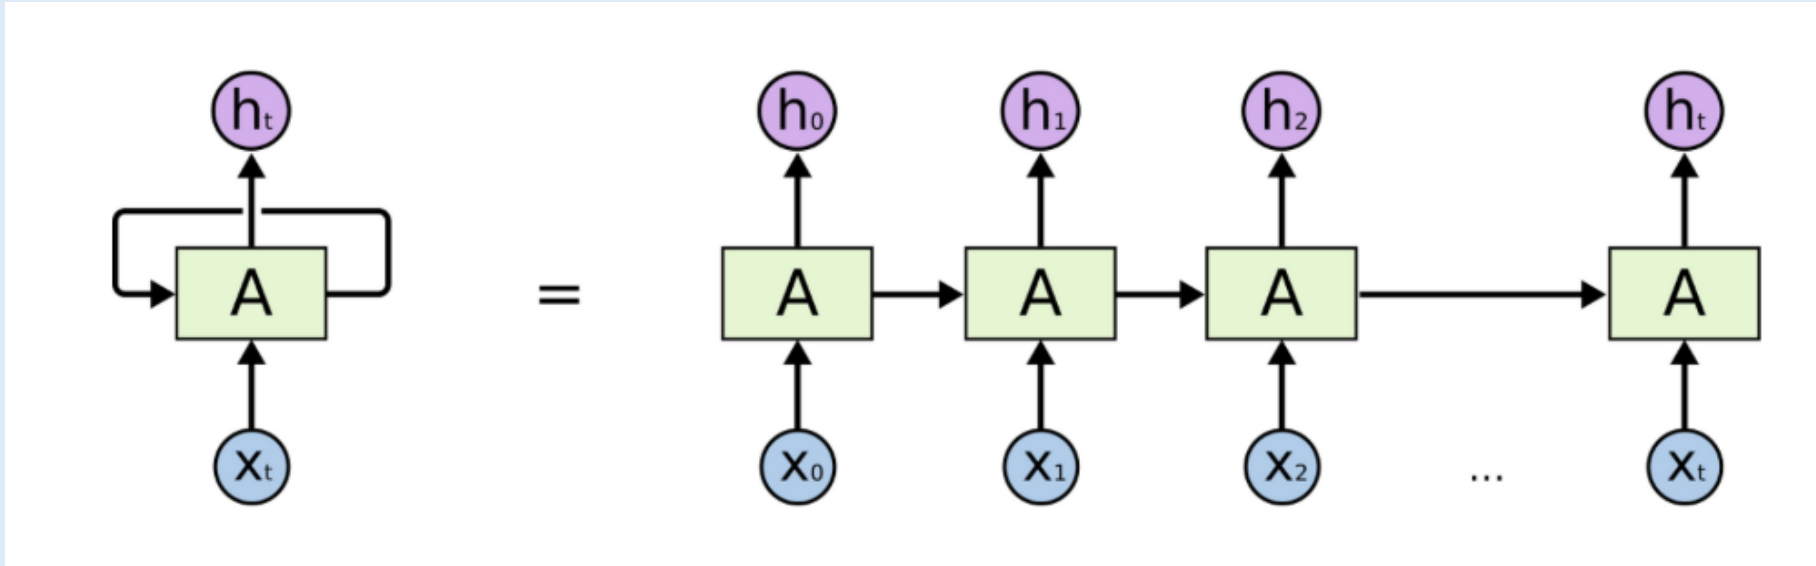 ht h0 h1 h2 ht
A = A A A A
xt x0 x1 x2 ... xt